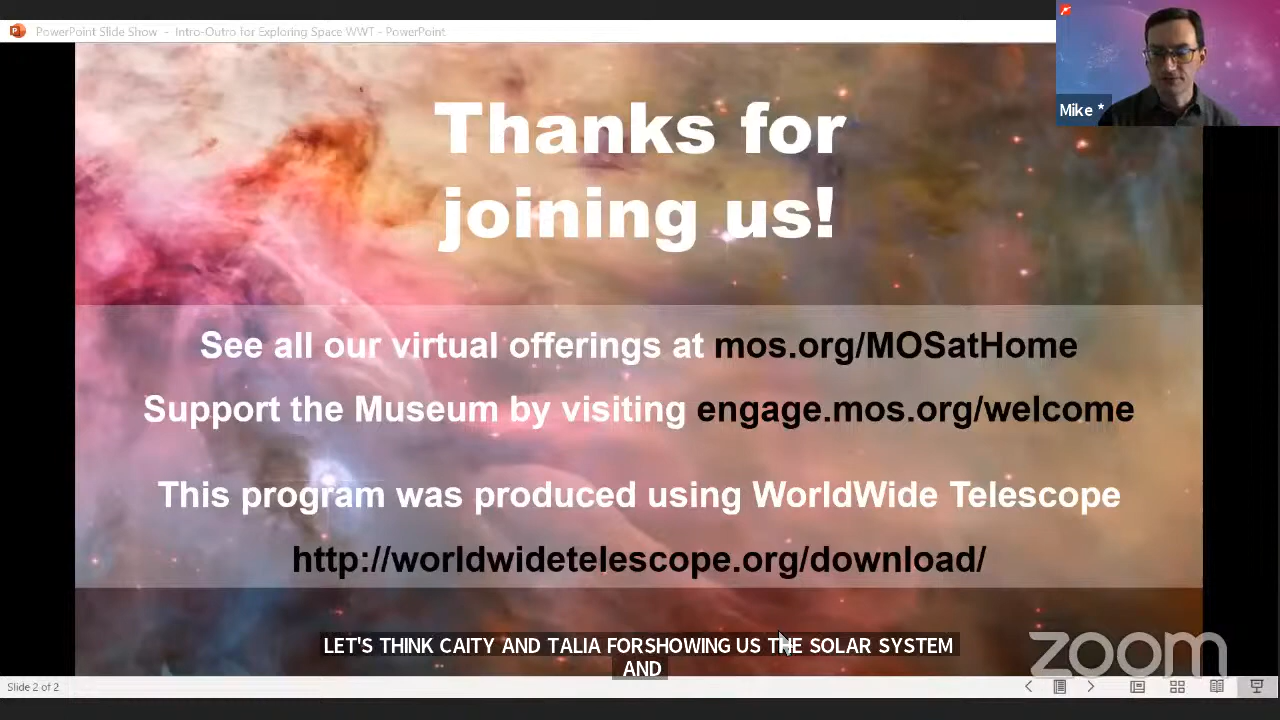 PowerPoint Slide Show - Intro-Outro for Exploring Space WWT - PowerPoint
Mike *
Thanks for
joining us!
See all our virtual offerings at mos.org/MOSatHome
Support the Museum by visiting engage.mos.org/welcome
This program was produced using WorldWide Telescope
http://worldwidetelescope.org/download/
LET'S THINK CAITY AND TALIA FORSHOWING US THE SOLAR SYSTEM
AND
zoom
Slide 2 of 2